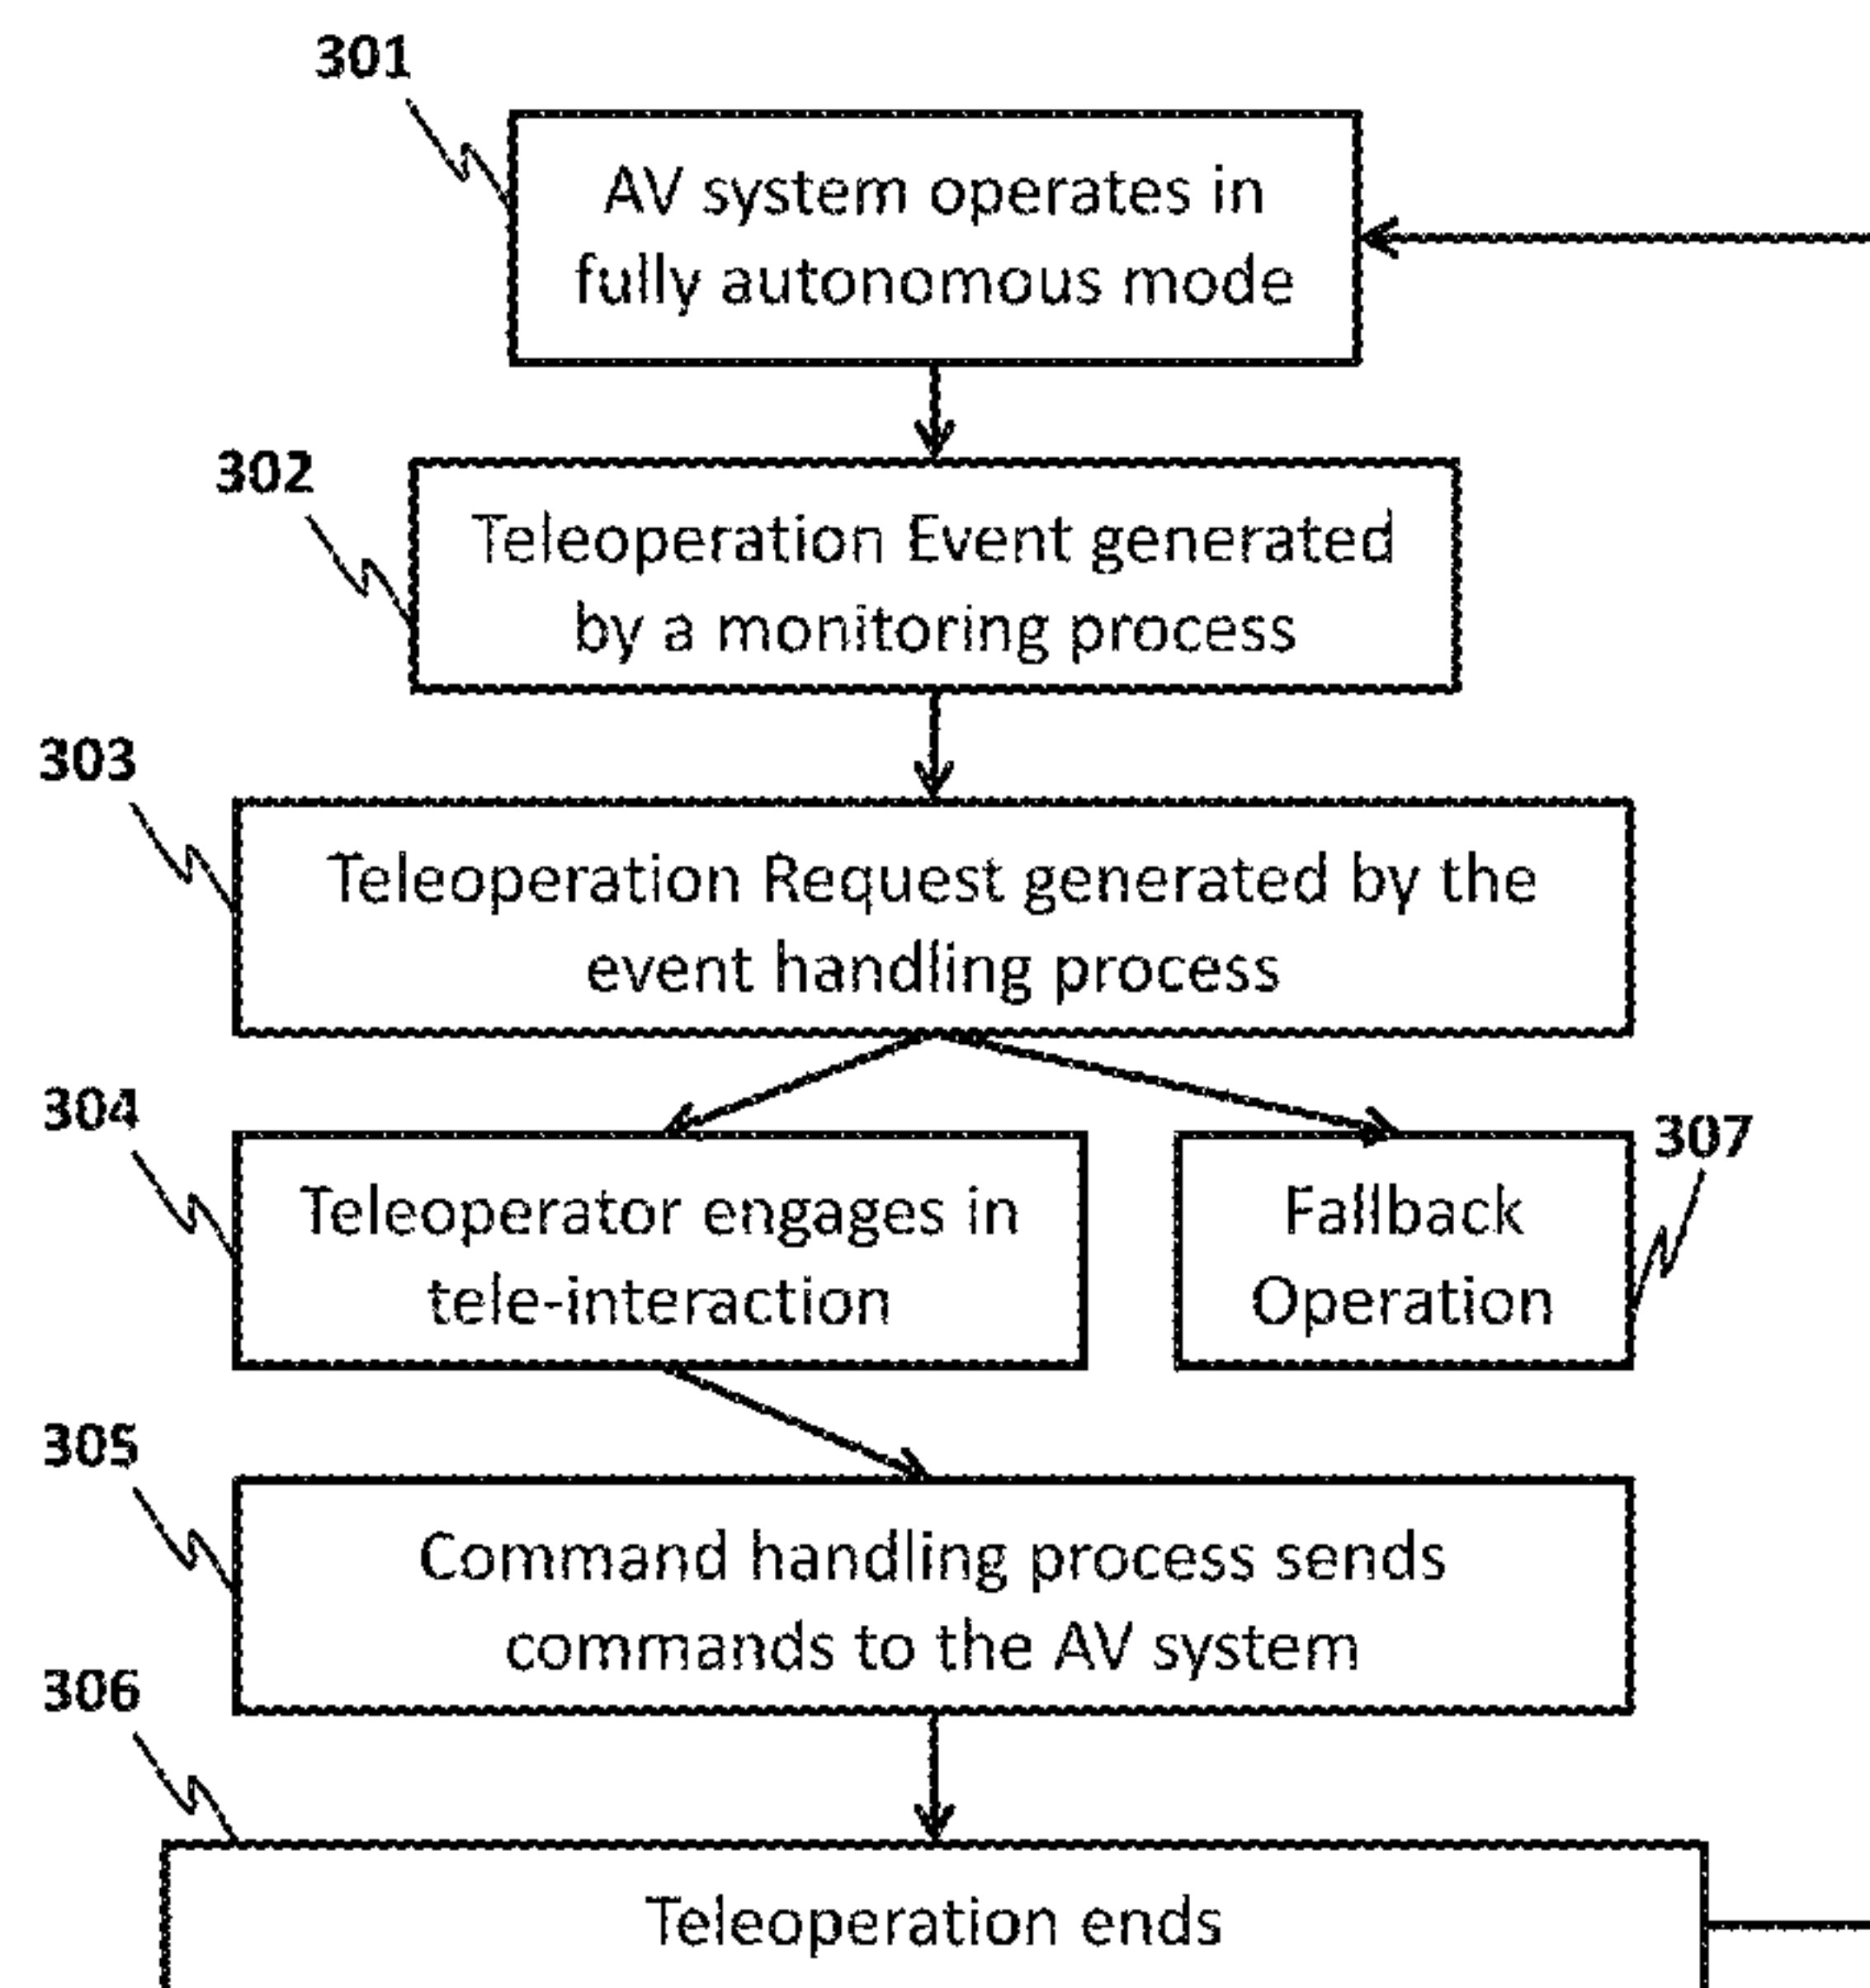 301
AV system operates in
fully autonomous mode
302
Teleoperation Event generated
by a monitoring process
303
Teleoperation Request generated by the
event handling process
304
Teleoperator engages in
tele-interaction
307
Fallback
Operation
305
Command handling process sends
commands to the AV system
306
Teleoperation ends